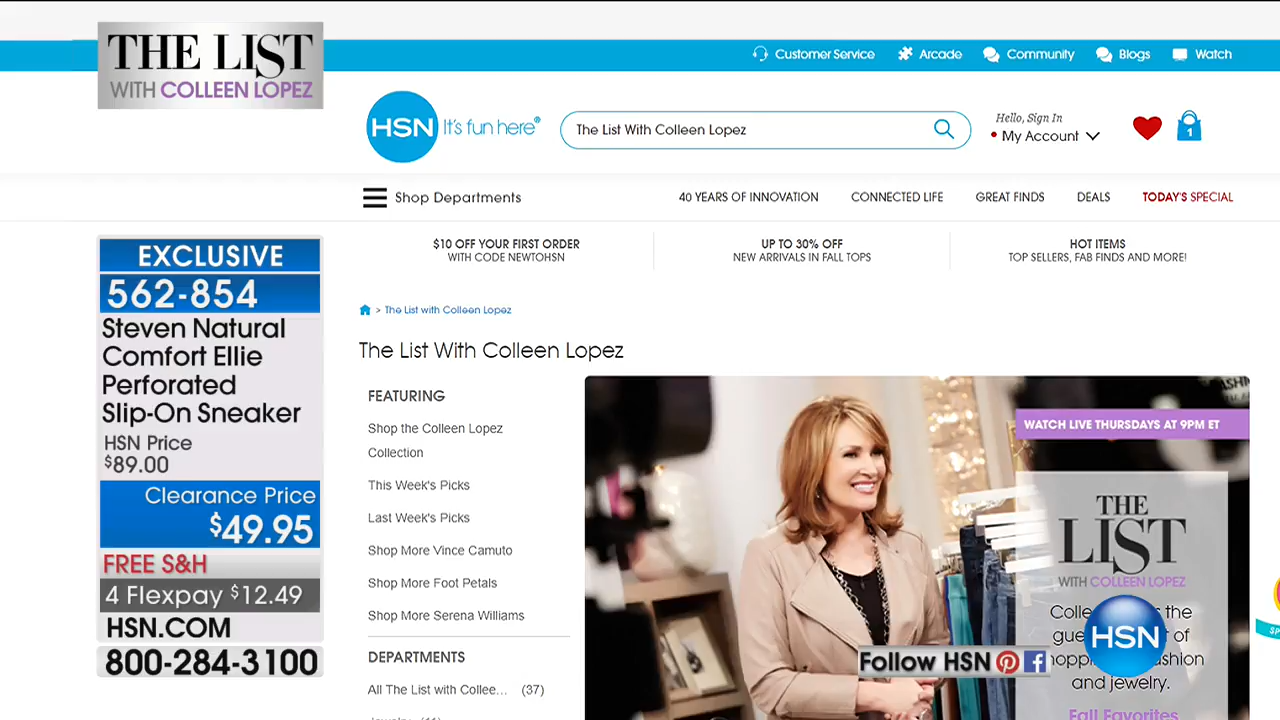 THE LIST
WITH COLLEEN LOPEZ
Customer Service
Arcade
Community
Blogs
Watch
HSN It's fun here®
The List With Colleen Lopez
Hello, Sign In
My Account
1
Shop Departments
40 YEARS OF INNOVATION
CONNECTED LIFE
GREAT FINDS
DEALS
TODAY'S SPECIAL
$10 OFF YOUR FIRST ORDER
WITH CODE NEWTOHSN
UP TO 30% OFF
NEW ARRIVALS IN FALL TOPS
HOT ITEMS
TOP SELLERS, FAB FINDS AND MORE!
EXCLUSIVE
562-854
Steven Natural
Comfort Ellie
Perforated
Slip-On Sneaker
HSN Price
$89.00
Clearance Price
$49.95
FREE S&H
4 Flexpay $12.49
HSN.COM
800-284-3100
> The List with Colleen Lopez
The List With Colleen Lopez
FEATURING
Shop the Colleen Lopez
Collection
This Week's Picks
Last Week's Picks
Shop More Vince Camuto
Shop More Foot Petals
Shop More Serena Williams
DEPARTMENTS
All The List with Collee... (37)
WATCH LIVE THURSDAYS AT 9PM ET
THE
LIST
WITH COLLEEN LOPEZ
the
of
and jewelry.
Fall Favorites
HSN
Follow HSN